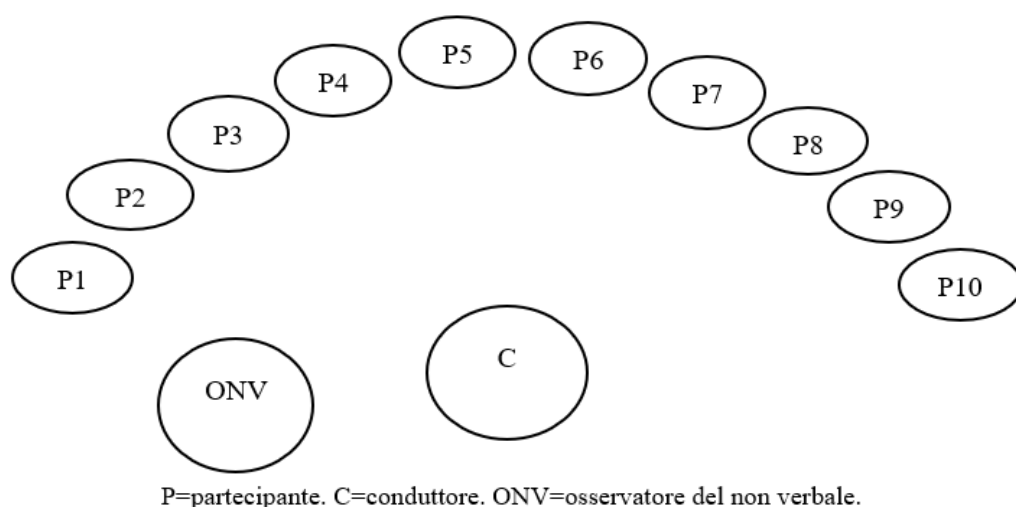 P1
P2
P3
P4
P5
P6
P7
P8
P9
P10
ONV
C
P=partecipante. C=conduttore. ONV=osservatore del non verbale.